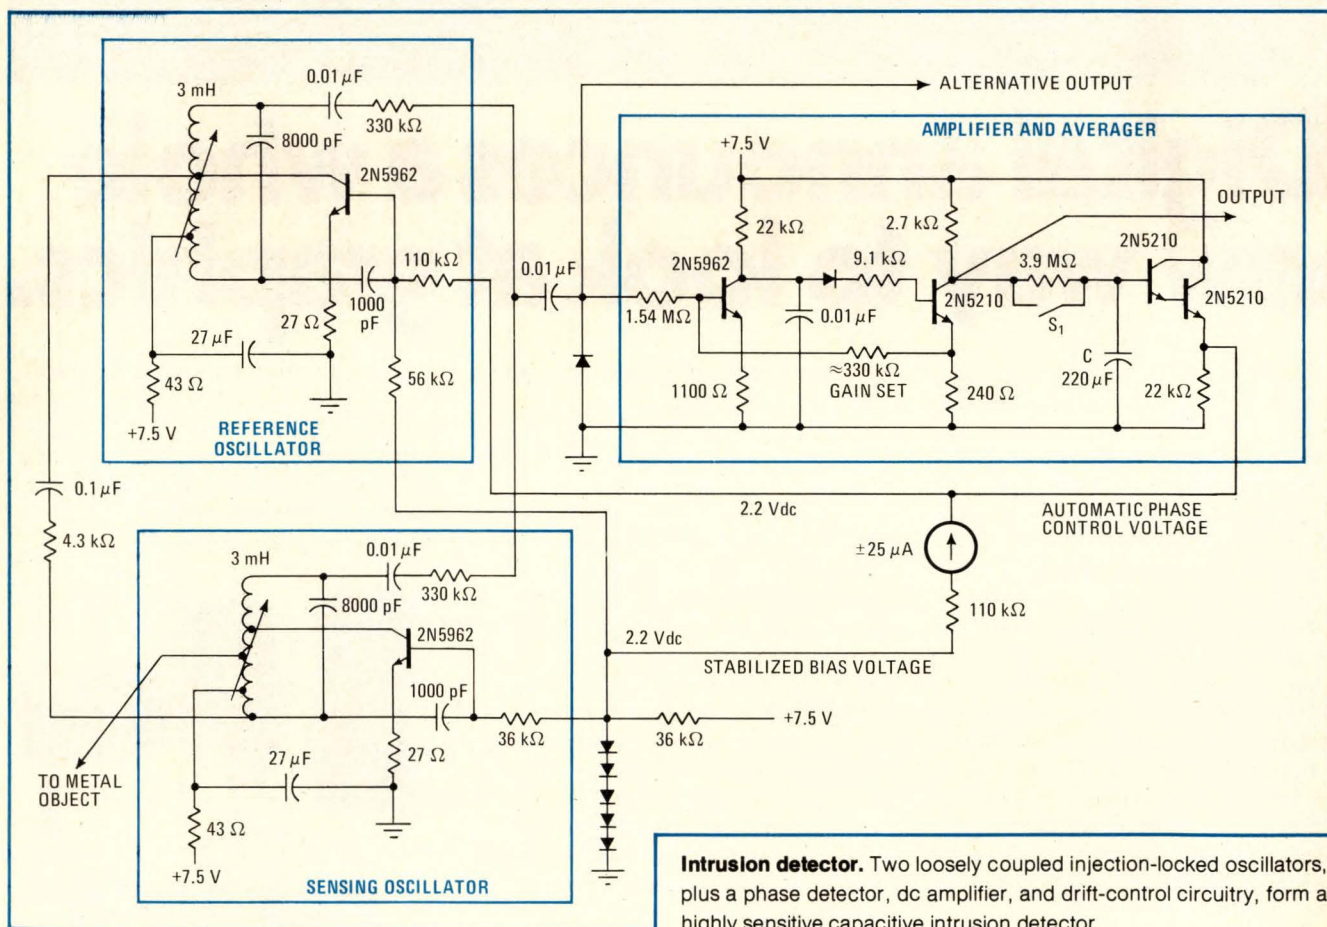 0.01 μF
3 mH
330 kΩ
8000 pF
2N5962
110 kΩ
1000 pF
27 Ω
27 μF
43 Ω
56 kΩ
+7.5 V
REFERENCE
OSCILLATOR
0.1 μF
4.3 kΩ
0.01 μF
ALTERNATIVE OUTPUT
AMPLIFIER AND AVERAGER
+7.5 V
OUTPUT
22 kΩ
2.7 kΩ
2N5210
2N5962
9.1 kΩ
3.9 MΩ
2N5210
2N5210
1.54 MΩ
0.01 μF
S1
C
220 μF
≈330 kΩ
GAIN SET
1100 Ω
240 Ω
22 kΩ
2.2 Vdc
AUTOMATIC PHASE
CONTROL VOLTAGE
±25 μA
110 kΩ
2.2 Vdc
STABILIZED BIAS VOLTAGE
0.01 μF
3 mH
330 kΩ
8000 pF
2N5962
1000 pF
36 kΩ
36 kΩ
+7.5 V
27 Ω
27 μF
TO METAL
OBJECT
43 Ω
+7.5 V
SENSING OSCILLATOR
Intrusion detector. Two loosely coupled injection-locked oscillators,
plus a phase detector, dc amplifier, and drift-control circuitry, form a
highly sensitive capacitive intrusion detector.